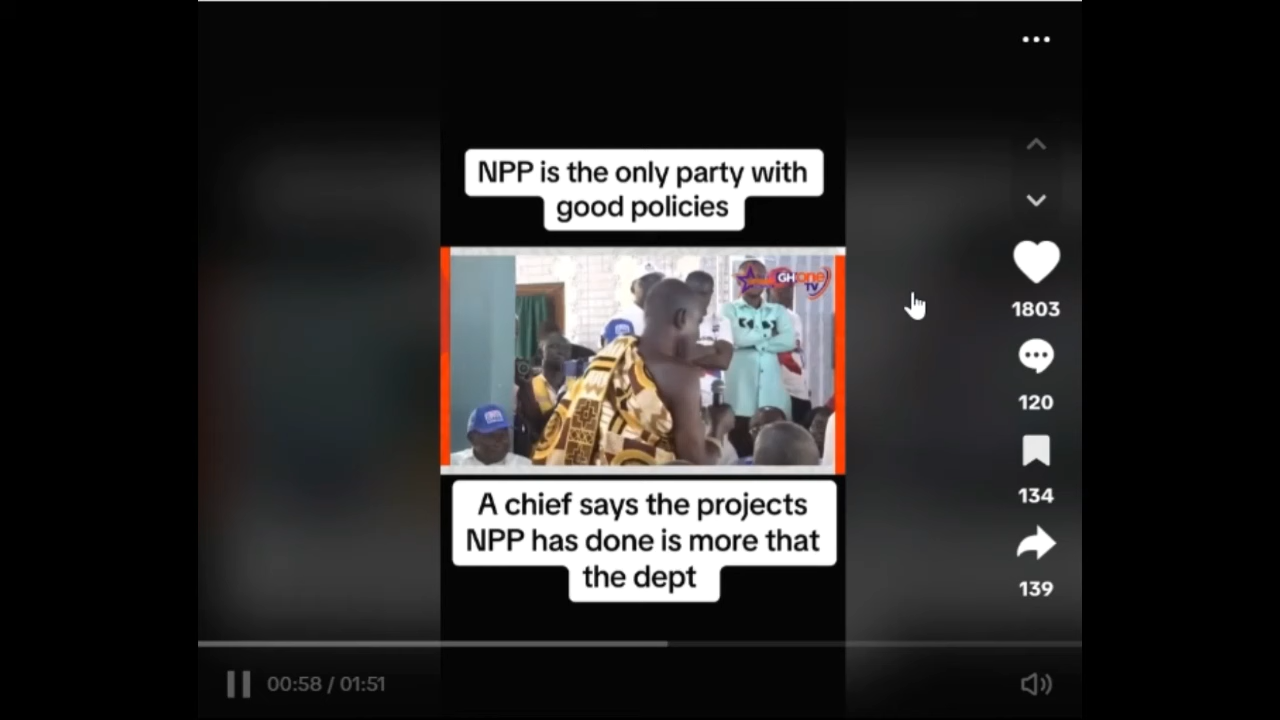 NPP is the only party with
good policies
GHone
TV
1803
120
A chief says the projects
NPP has done is more that
the dept
134
139
00:58 / 01:51